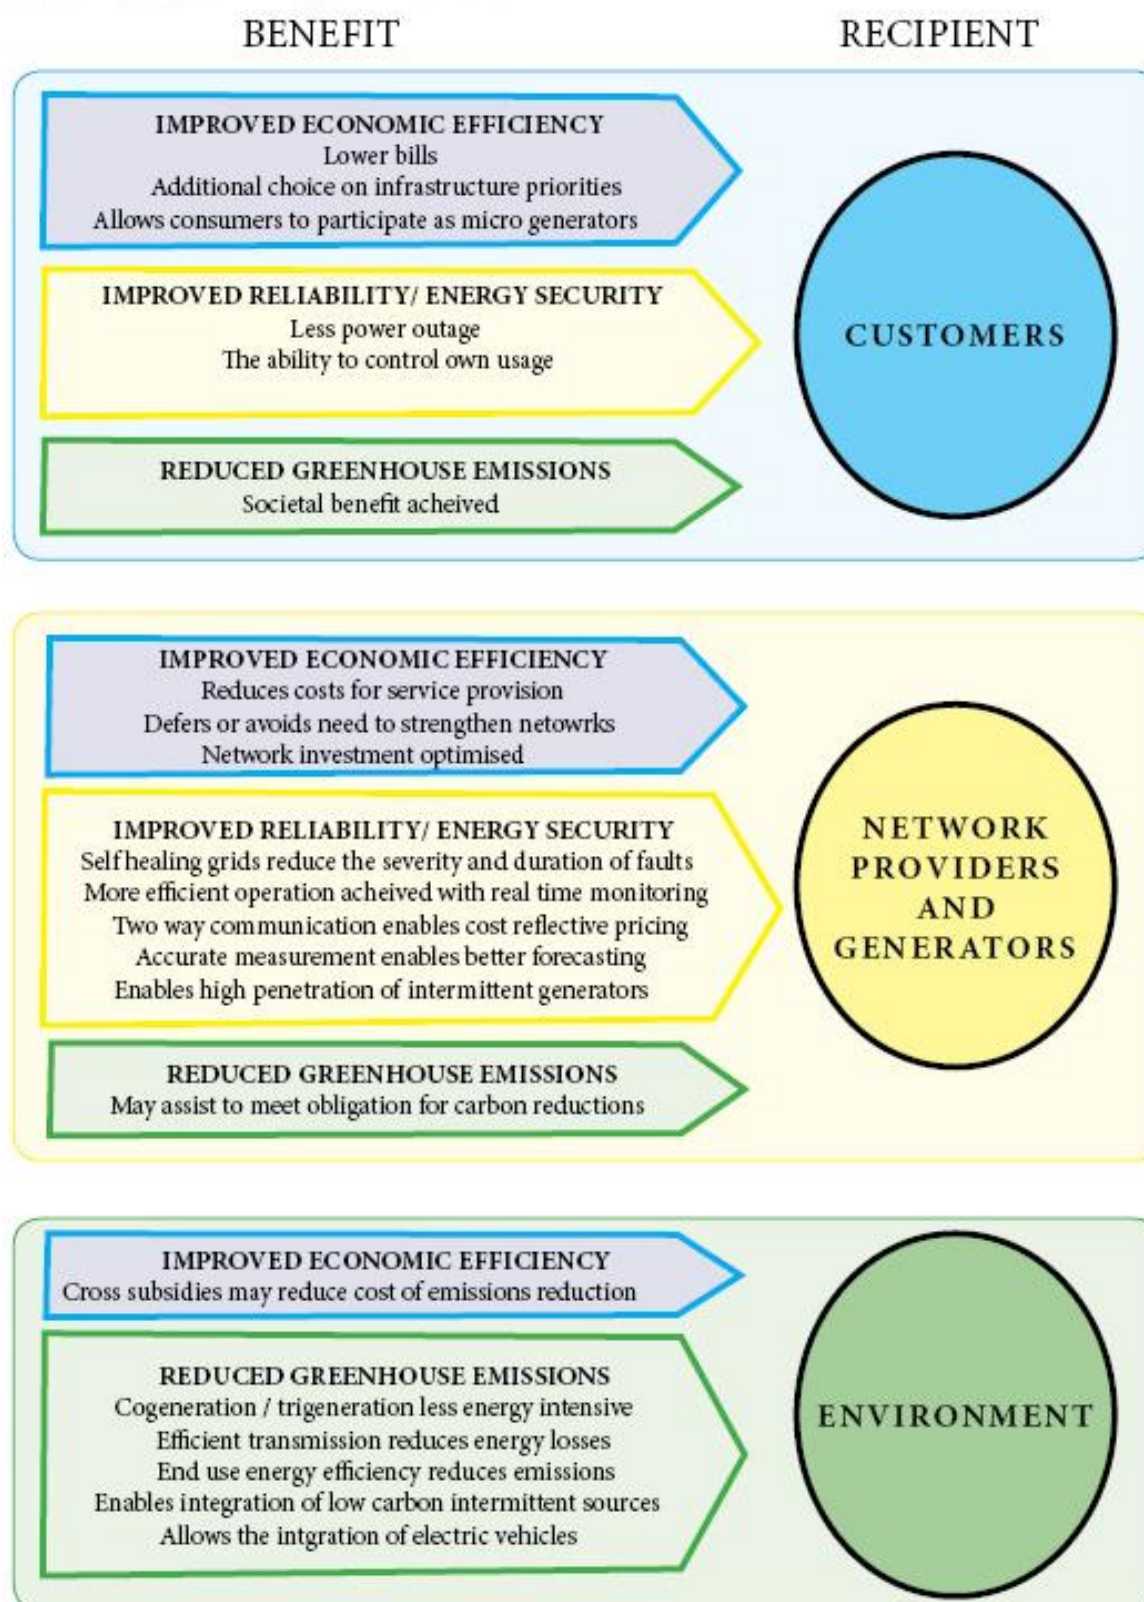 BENEFIT RECIPIENT
IMPROVED ECONOMIC EFFICIENCY
Lower bills
Additional choice on infrastructure priorities
Allows consumers to participate as micro generators
IMPROVED RELIABILITY/ ENERGY SECURITY
Less power outage
The ability to control own usage
REDUCED GREENHOUSE EMISSIONS
Societal benefit acheived
CUSTOMERS
IMPROVED ECONOMIC EFFICIENCY
Reduces costs for service provision
Defers or avoids need to strengthen netowrks
Network investment optimised
IMPROVED RELIABILITY/ ENERGY SECURITY
Self healing grids reduce the severity and duration of faults
More efficient operation acheived with real time monitoring
Two way communication enables cost reflective pricing
Accurate measurement enables better forecasting
Enables high penetration of intermittent generators
REDUCED GREENHOUSE EMISSIONS
May assist to meet obligation for carbon reductions
NETWORK
PROVIDERS
AND
GENERATORS
IMPROVED ECONOMIC EFFICIENCY
Cross subsidies may reduce cost of emissions reduction
REDUCED GREENHOUSE EMISSIONS
Cogeneration / trigeneration less energy intensive
Efficient transmission reduces energy losses
End use energy efficiency reduces emissions
Enables integration of low carbon intermittent sources
Allows the intgration of electric vehicles
ENVIRONMENT